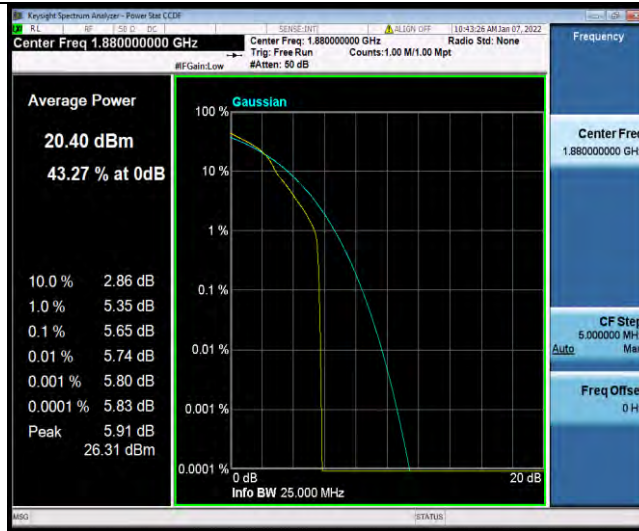 Keysight Spectrum Analyzer - Power Stat CCDF
RL RF 50 Ω DC SENSE:INT ALIGN OFF 10:43:26 AM Jan 07, 2022
Center Freq 1.880000000 GHz
Center Freq: 1.880000000 GHz Radio Std: None
Trig: Free Run Counts:1.00 M/1.00 Mpt
#IFGain:Low #Atten: 50 dB
Frequency
Average Power
20.40 dBm
43.27 % at 0dB
10.0 % 2.86 dB
1.0 % 5.35 dB
0.1 % 5.65 dB
0.01 % 5.74 dB
0.001 % 5.80 dB
0.0001 % 5.83 dB
Peak 5.91 dB
26.31 dBm
Gaussian
100 %
10 %
1 %
0.1 %
0.01 %
0.001 %
0.0001 %
0 dB 20 dB
Info BW 25.000 MHz
Center Fre
1.880000000 GH
CF Step
5.000000 MH
Auto Ma
Freq Offse
0 H
MSG STATUS